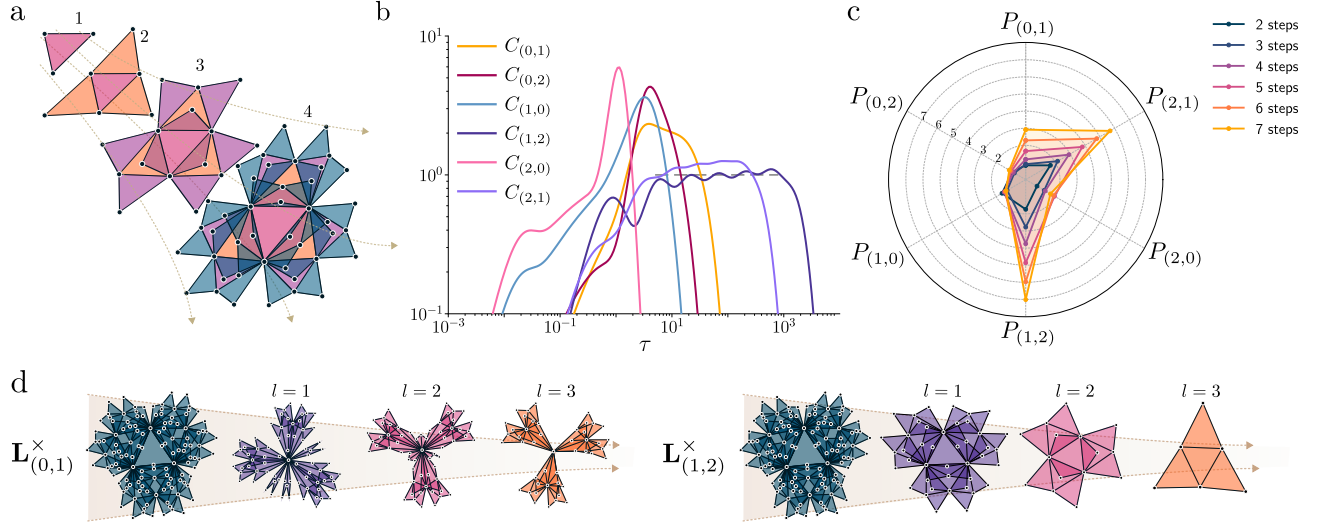 a
1
2
3
4
b
10^1
10^0
10^{-1}
C_{(0,1)}
C_{(0,2)}
C_{(1,0)}
C_{(1,2)}
C_{(2,0)}
C_{(2,1)}
10^{-3}
10^{-1}
10^1
10^3
τ
c
P_{(0,1)}
P_{(2,1)}
P_{(2,0)}
P_{(1,2)}
P_{(1,0)}
P_{(0,2)}
7
6
5
4
3
2
2 steps
3 steps
4 steps
5 steps
6 steps
7 steps
d
L^×_{(0,1)}
l = 1
l = 2
l = 3
L^×_{(1,2)}
l = 1
l = 2
l = 3